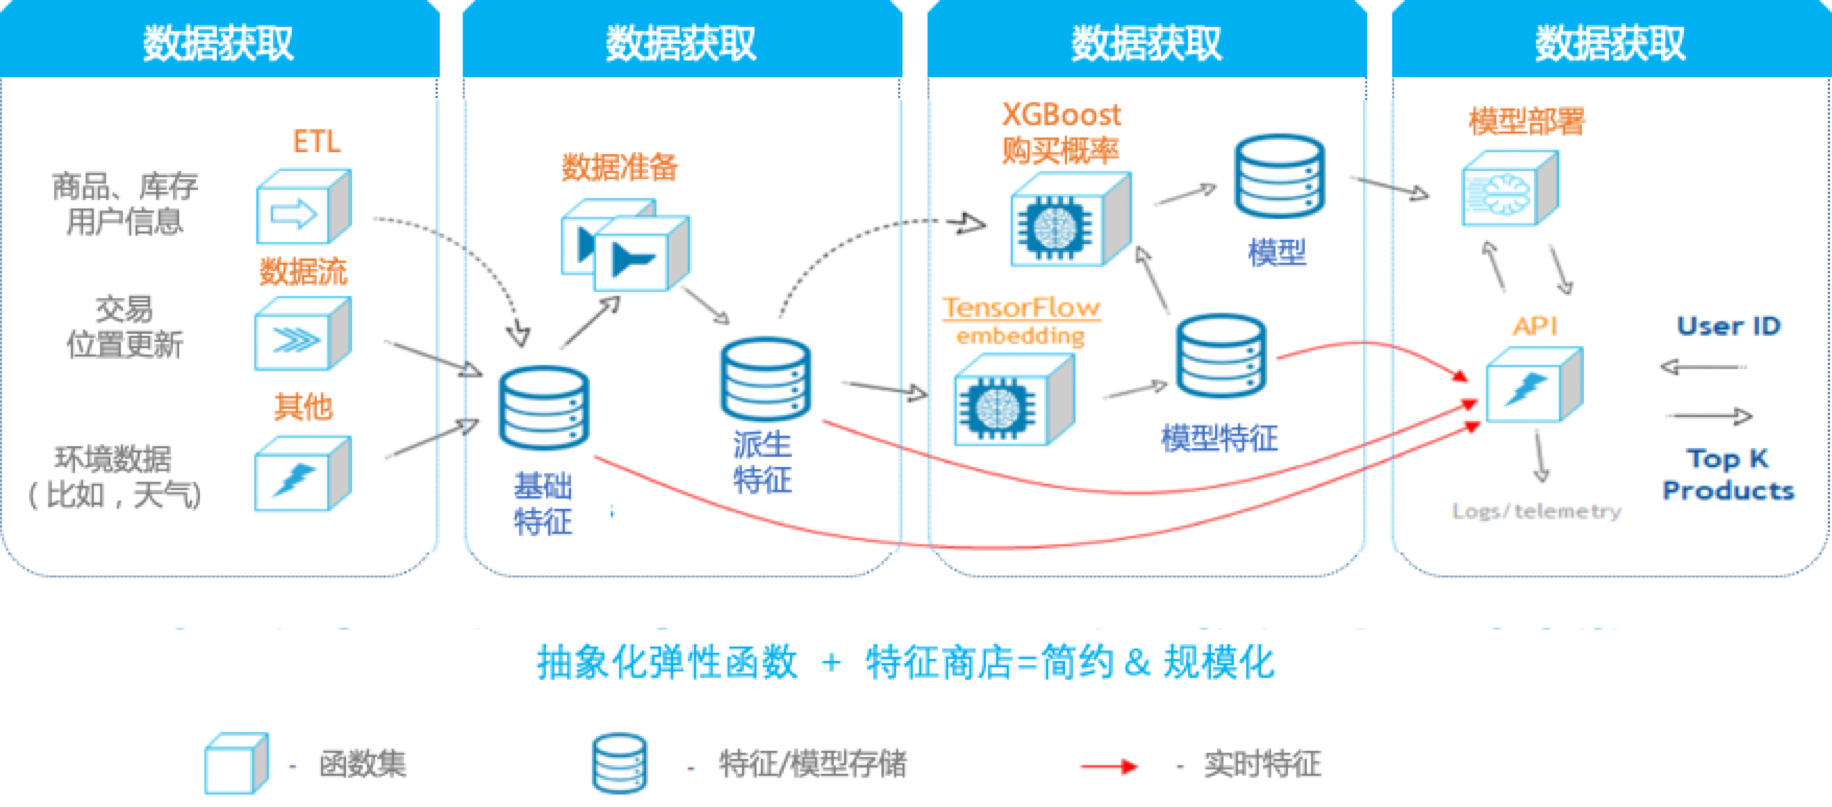 数据获取
数据获取
数据获取
数据获取
ETL
商品、库存
用户信息
数据流
交易
位置更新
其他
环境数据
（比如，天气)
数据准备
基础
特征
派生
特征
XGBoost
购买概率
模型
TensorFlow
embedding
模型特征
模型部署
API
User ID
Top K
Products
Logs/telemetry
抽象化弹性函数 + 特征商店=简约 & 规模化
- 函数集
- 特征/模型存储
- 实时特征